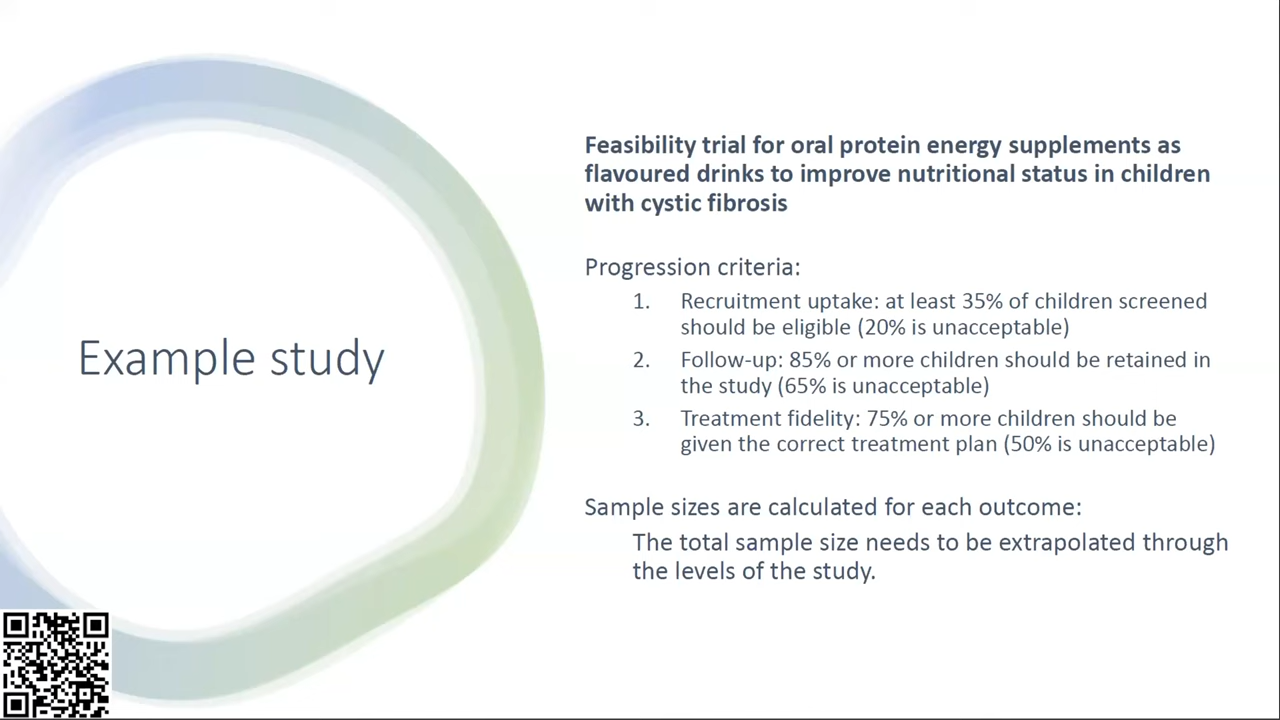 Example study
Feasibility trial for oral protein energy supplements as
flavoured drinks to improve nutritional status in children
with cystic fibrosis
Progression criteria:
1. Recruitment uptake: at least 35% of children screened
should be eligible (20% is unacceptable)
2. Follow-up: 85% or more children should be retained in
the study (65% is unacceptable)
3. Treatment fidelity: 75% or more children should be
given the correct treatment plan (50% is unacceptable)
Sample sizes are calculated for each outcome:
The total sample size needs to be extrapolated through
the levels of the study.